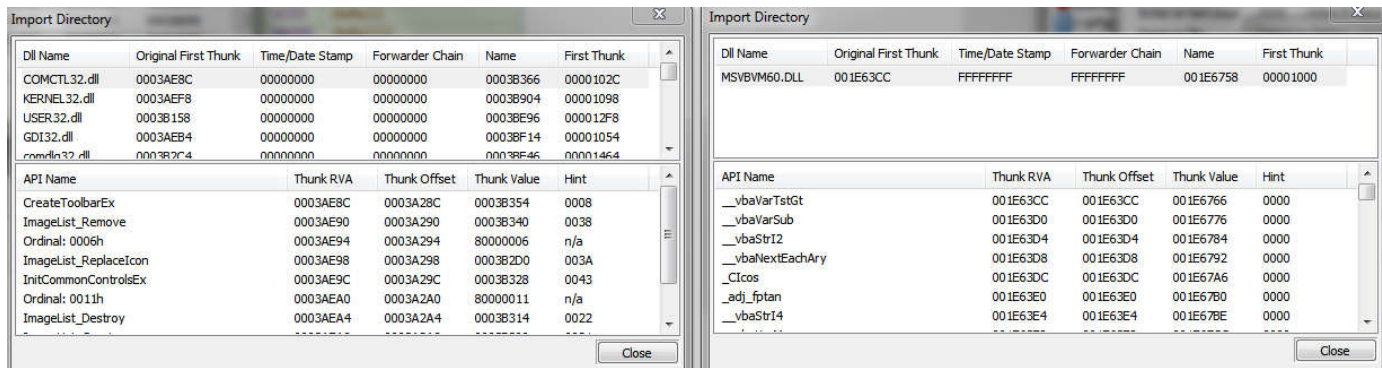 Import Directory
Dll Name Original First Thunk Time/Date Stamp Forwarder Chain Name First Thunk
COMCTL32.dll 0003AE8C 00000000 00000000 0003B366 0000102C
KERNEL32.dll 0003AEF8 00000000 00000000 0003B904 00001098
USER32.dll 0003B158 00000000 00000000 0003BE96 000012F8
GDI32.dll 0003AEB4 00000000 00000000 0003BF14 00001054
comdlg32.dll 0003B2C4 00000000 00000000 0003BF46 00001464
API Name Thunk RVA Thunk Offset Thunk Value Hint
CreateToolbarEx 0003AE8C 0003A28C 0003B354 0008
ImageList_Remove 0003AE90 0003A290 0003B340 0038
Ordinal: 0006h 0003AE94 0003A294 80000006 n/a
ImageList_ReplaceIcon 0003AE98 0003A298 0003B2D0 003A
InitCommonControlsEx 0003AE9C 0003A29C 0003B328 0043
Ordinal: 0011h 0003AEA0 0003A2A0 80000011 n/a
ImageList_Destroy 0003AEA4 0003A2A4 0003B314 0022
Close
Import Directory
Dll Name Original First Thunk Time/Date Stamp Forwarder Chain Name First Thunk
MSVBVM60.DLL 001E63CC FFFFFFFF FFFFFFFF 001E6758 00001000
API Name Thunk RVA Thunk Offset Thunk Value Hint
__vbaVarTstGt 001E63CC 001E63CC 001E6766 0000
__vbaVarSub 001E63D0 001E63D0 001E6776 0000
__vbaStrI2 001E63D4 001E63D4 001E6784 0000
__vbaNextEachAry 001E63D8 001E63D8 001E6792 0000
_CIcos 001E63DC 001E63DC 001E67A6 0000
_adj_fptan 001E63E0 001E63E0 001E67B0 0000
__vbaStrI4 001E63E4 001E63E4 001E67BE 0000
Close